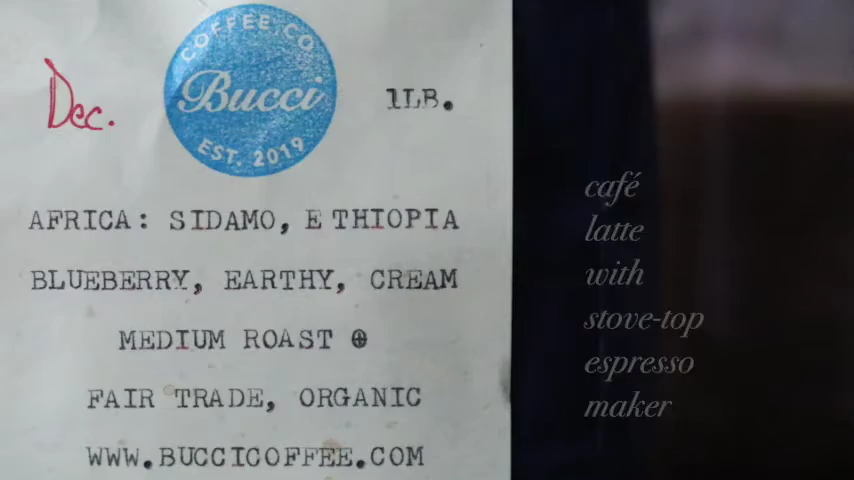 COFFEE CO
Bucci
EST. 2019
Dec.
1LB.
AFRICA: SIDAMO, ETHIOPIA
BLUEBERRY, EARTHY, CREAM
MEDIUM ROAST ⊕
FAIR TRADE, ORGANIC
WWW.BUCCICOFFEE.COM
café
latte
with
stove-top
espresso
maker